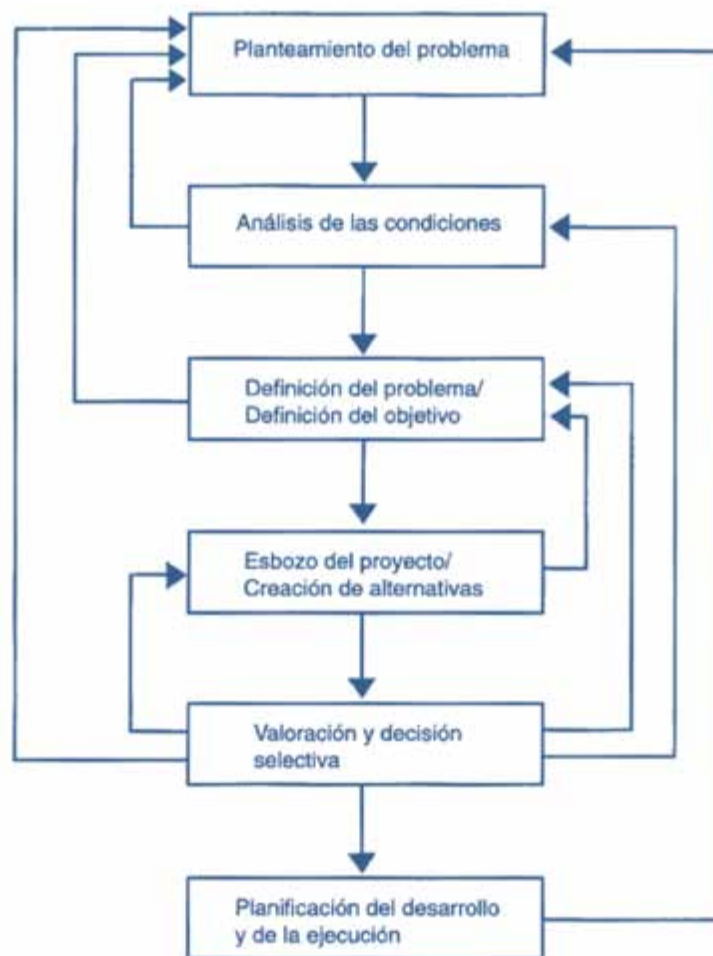 Planteamiento del problema
Análisis de las condiciones
Definición del problema/
Definición del objetivo
Esbozo del proyecto/
Creación de alternativas
Valoración y decisión
selectiva
Planificación del desarrollo
y de la ejecución